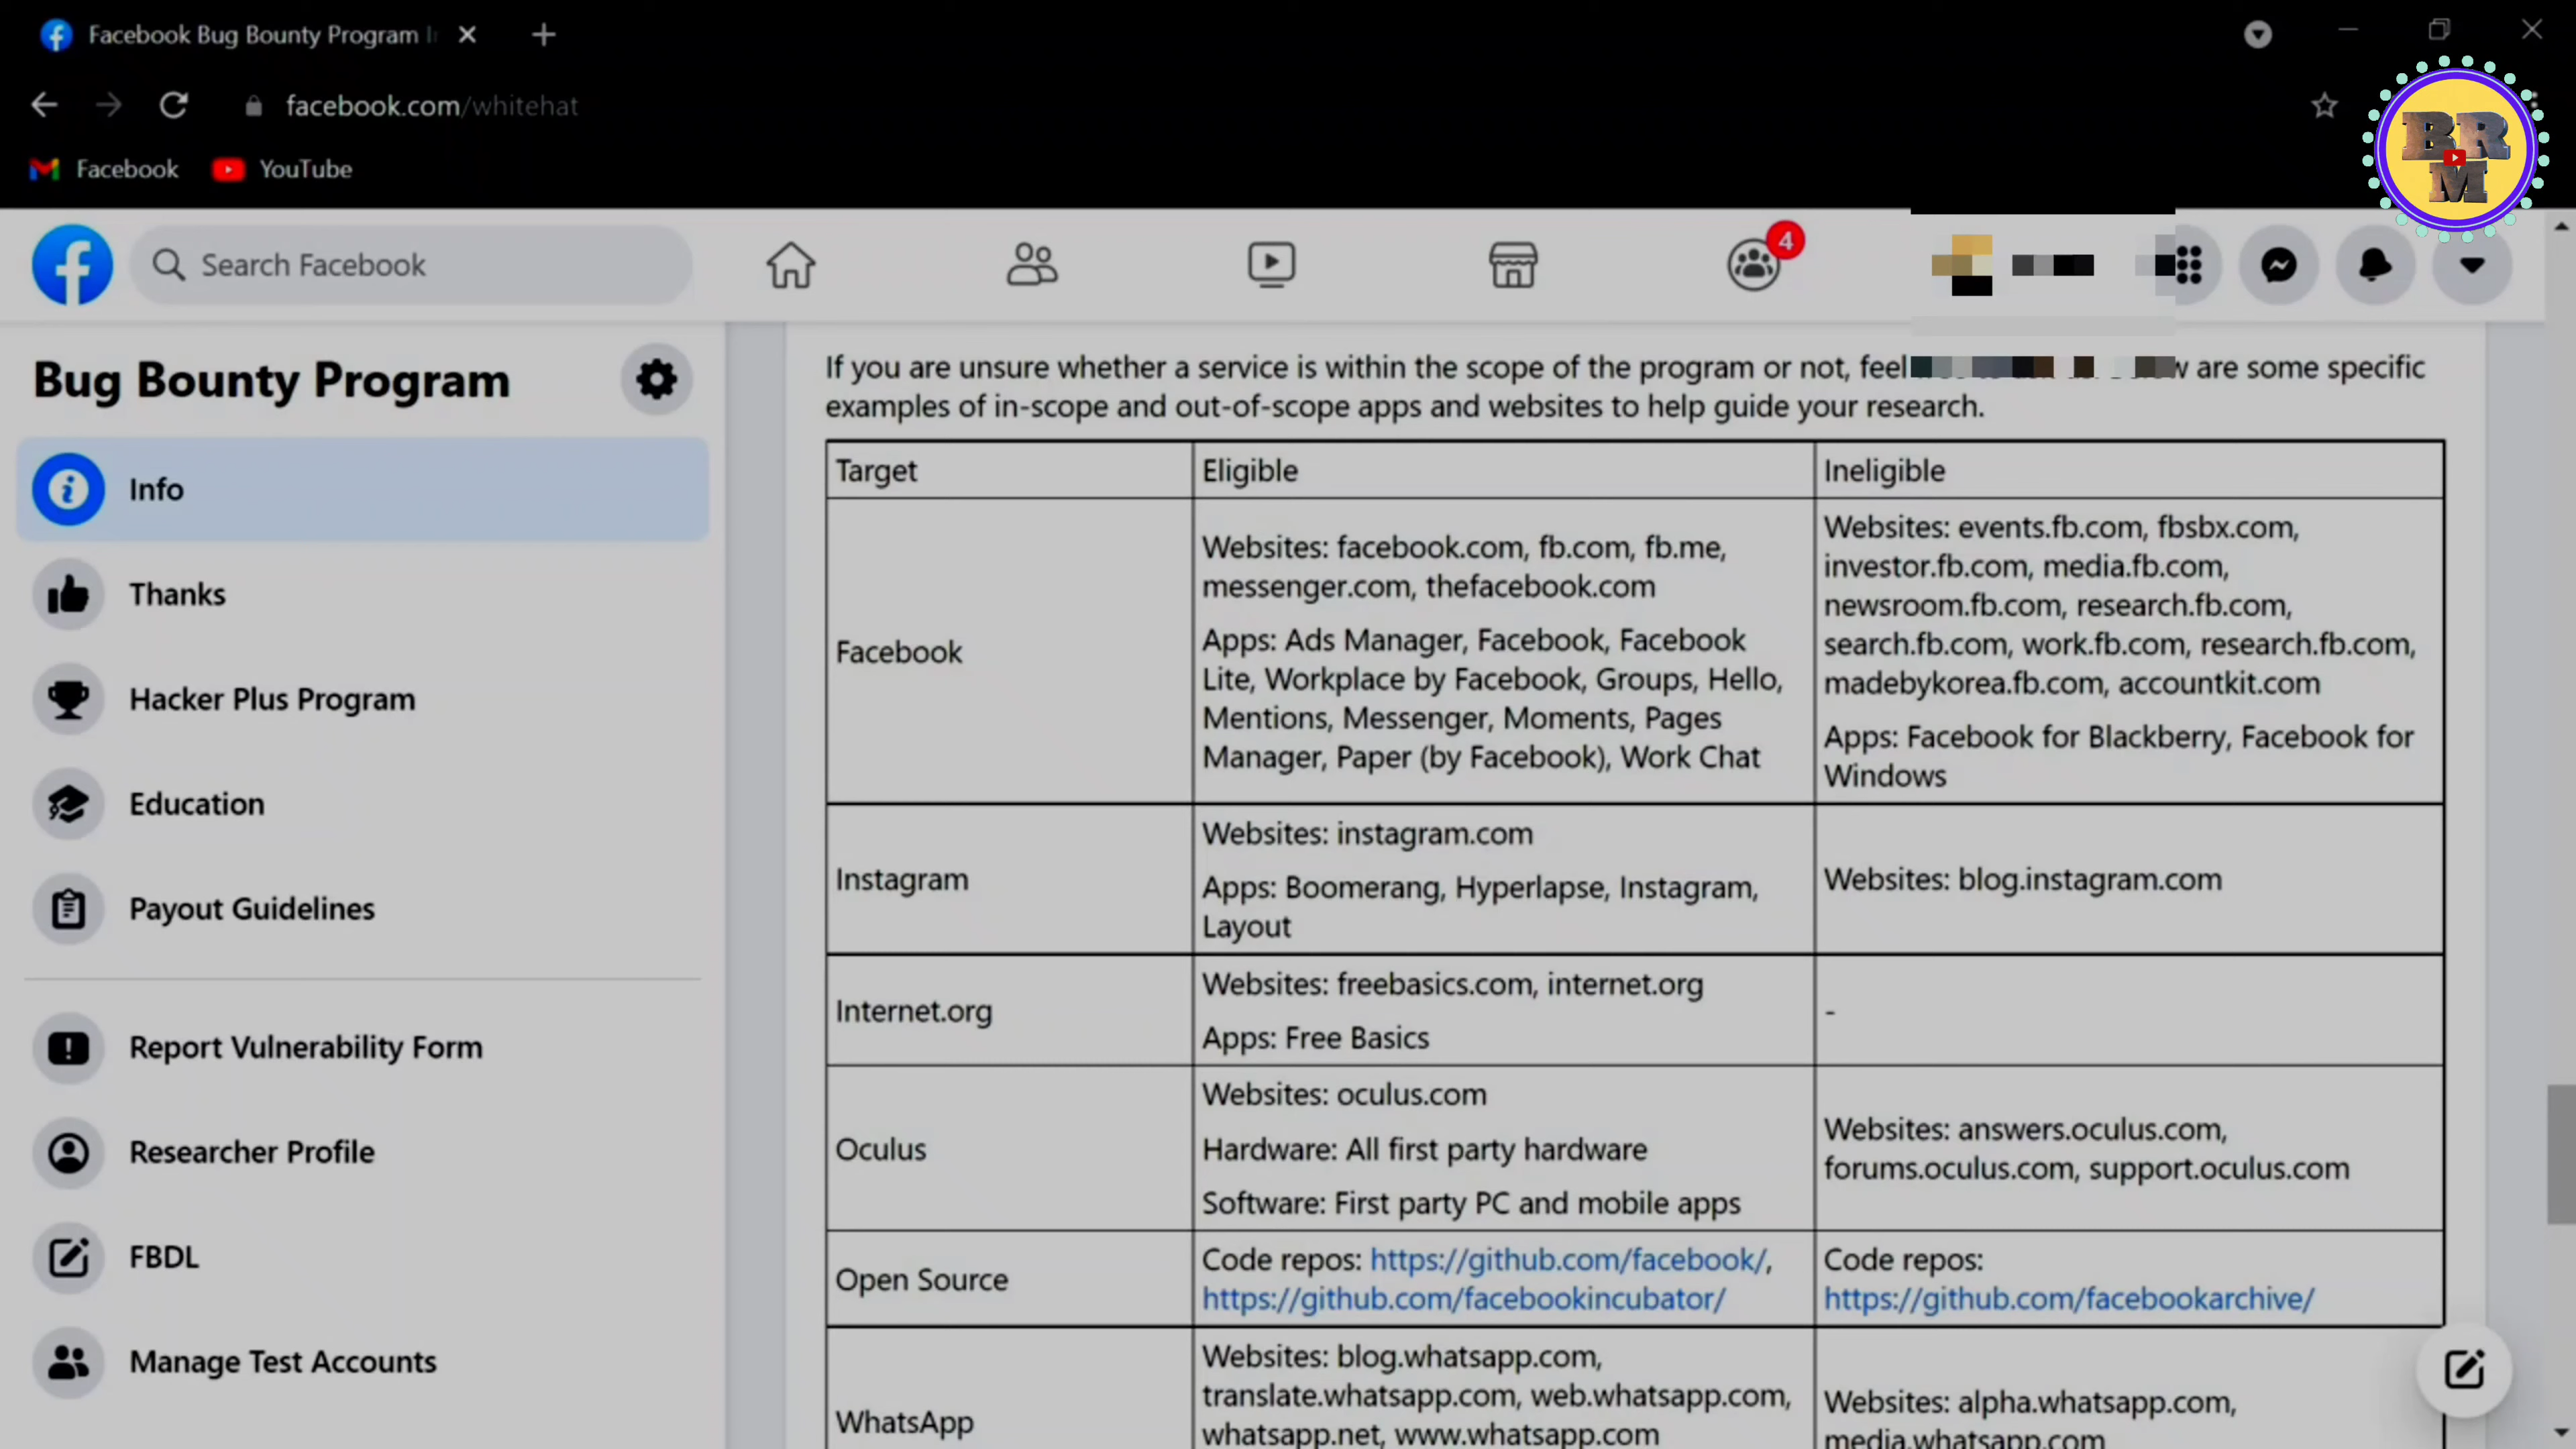 Facebook Bug Bounty Program
facebook.com/whitehat
Facebook
YouTube
BR
M
Search Facebook
4
Bug Bounty Program
Info
Thanks
Hacker Plus Program
Education
Payout Guidelines
Report Vulnerability Form
Researcher Profile
FBDL
Manage Test Accounts
If you are unsure whether a service is within the scope of the program or not, feel are some specific
examples of in-scope and out-of-scope apps and websites to help guide your research.
Target
Eligible
Ineligible
Facebook
Websites: facebook.com, fb.com, fb.me,
messenger.com, thefacebook.com
Apps: Ads Manager, Facebook, Facebook
Lite, Workplace by Facebook, Groups, Hello,
Mentions, Messenger, Moments, Pages
Manager, Paper (by Facebook), Work Chat
Websites: events.fb.com, fbsbx.com,
investor.fb.com, media.fb.com,
newsroom.fb.com, research.fb.com,
search.fb.com, work.fb.com, research.fb.com,
madebykorea.fb.com, accountkit.com
Apps: Facebook for Blackberry, Facebook for
Windows
Instagram
Websites: instagram.com
Apps: Boomerang, Hyperlapse, Instagram,
Layout
Websites: blog.instagram.com
Internet.org
Websites: freebasics.com, internet.org
Apps: Free Basics
-
Oculus
Websites: oculus.com
Hardware: All first party hardware
Software: First party PC and mobile apps
Websites: answers.oculus.com,
forums.oculus.com, support.oculus.com
Open Source
Code repos: https://github.com/facebook/,
https://github.com/facebookincubator/
Code repos:
https://github.com/facebookarchive/
WhatsApp
Websites: blog.whatsapp.com,
translate.whatsapp.com, web.whatsapp.com,
whatsapp.net, www.whatsapp.com
Websites: alpha.whatsapp.com,
media.whatsapp.com